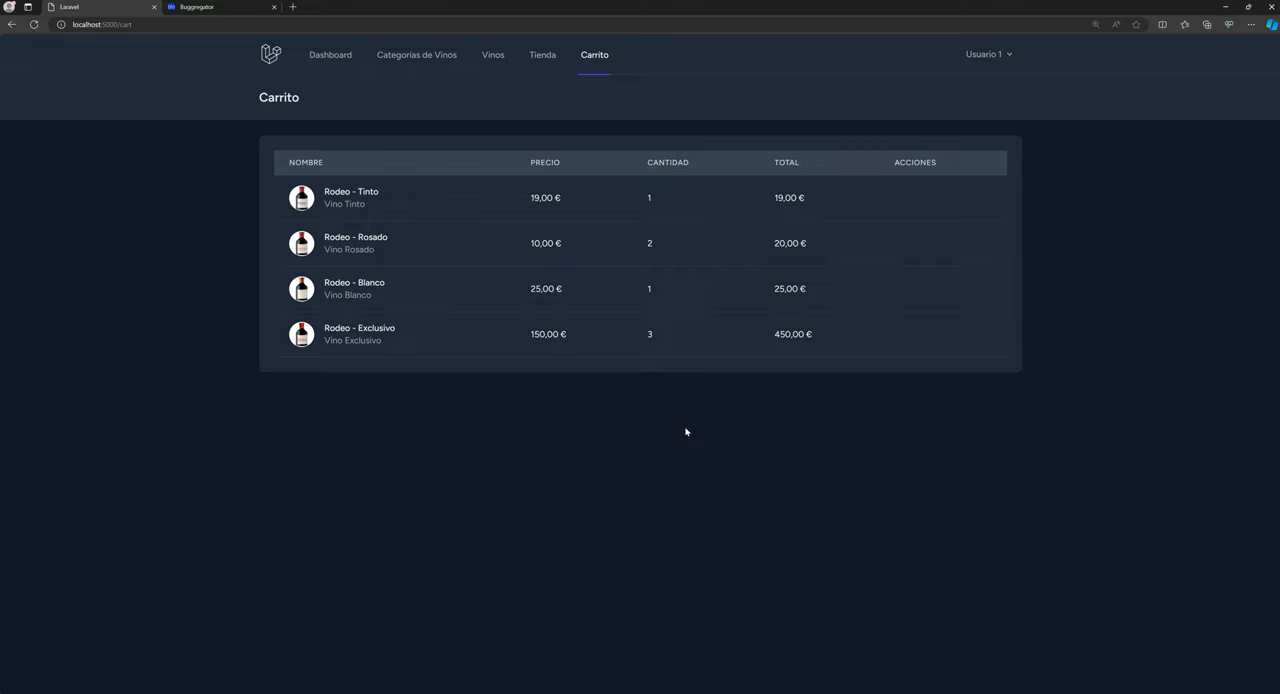 Laravel
Buggregator
localhost:5000/cart
Dashboard
Categorías de Vinos
Vinos
Tienda
Carrito
Usuario 1
Carrito
NOMBRE PRECIO CANTIDAD TOTAL ACCIONES
Rodeo - Tinto
Vino Tinto
19,00 € 1 19,00 €
Rodeo - Rosado
Vino Rosado
10,00 € 2 20,00 €
Rodeo - Blanco
Vino Blanco
25,00 € 1 25,00 €
Rodeo - Exclusivo
Vino Exclusivo
150,00 € 3 450,00 €